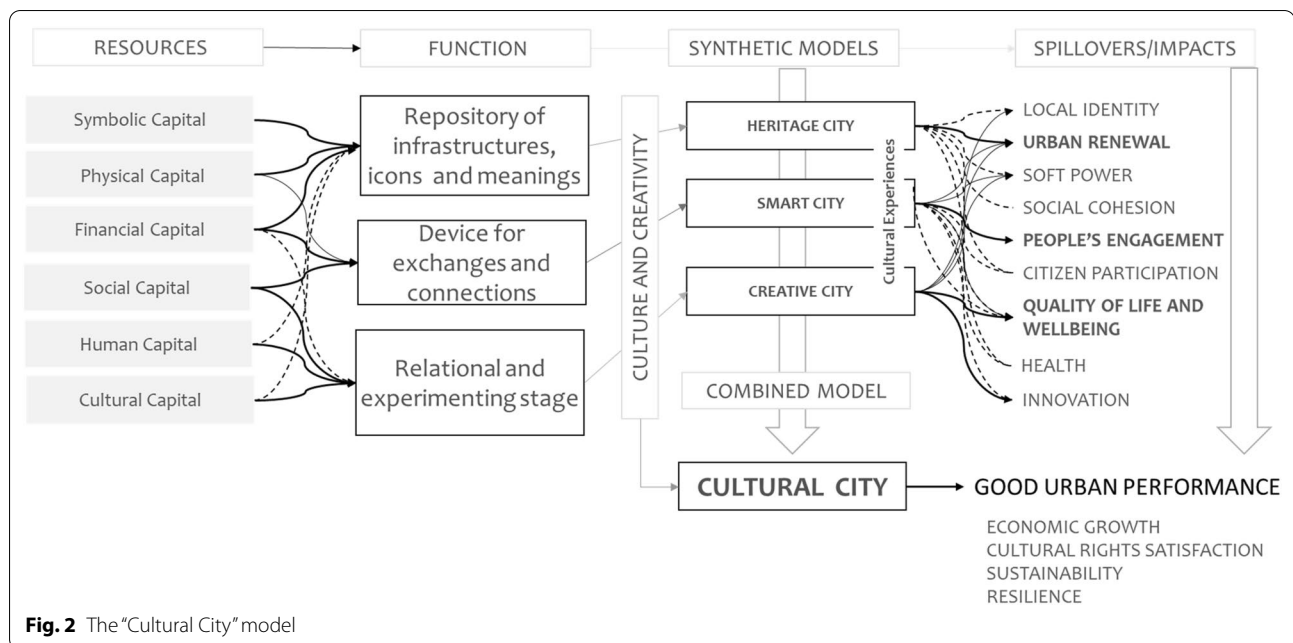 RESOURCES
FUNCTION
SYNTHETIC MODELS
SPILLOVERS/IMPACTS
Symbolic Capital
Physical Capital
Financial Capital
Social Capital
Human Capital
Cultural Capital
Repository of
infrastructures,
icons and meanings
Device for
exchanges and
connections
Relational and
experimenting stage
CULTURE AND CREATIVITY
HERITAGE CITY
SMART CITY
CREATIVE CITY
Cultural Experiences
COMBINED MODEL
CULTURAL CITY
LOCAL IDENTITY
URBAN RENEWAL
SOFT POWER
SOCIAL COHESION
PEOPLE'S ENGAGEMENT
CITIZEN PARTICIPATION
QUALITY OF LIFE AND
WELLBEING
HEALTH
INNOVATION
GOOD URBAN PERFORMANCE
ECONOMIC GROWTH
CULTURAL RIGHTS SATISFACTION
SUSTAINABILITY
RESILIENCE
Fig. 2 The "Cultural City" model